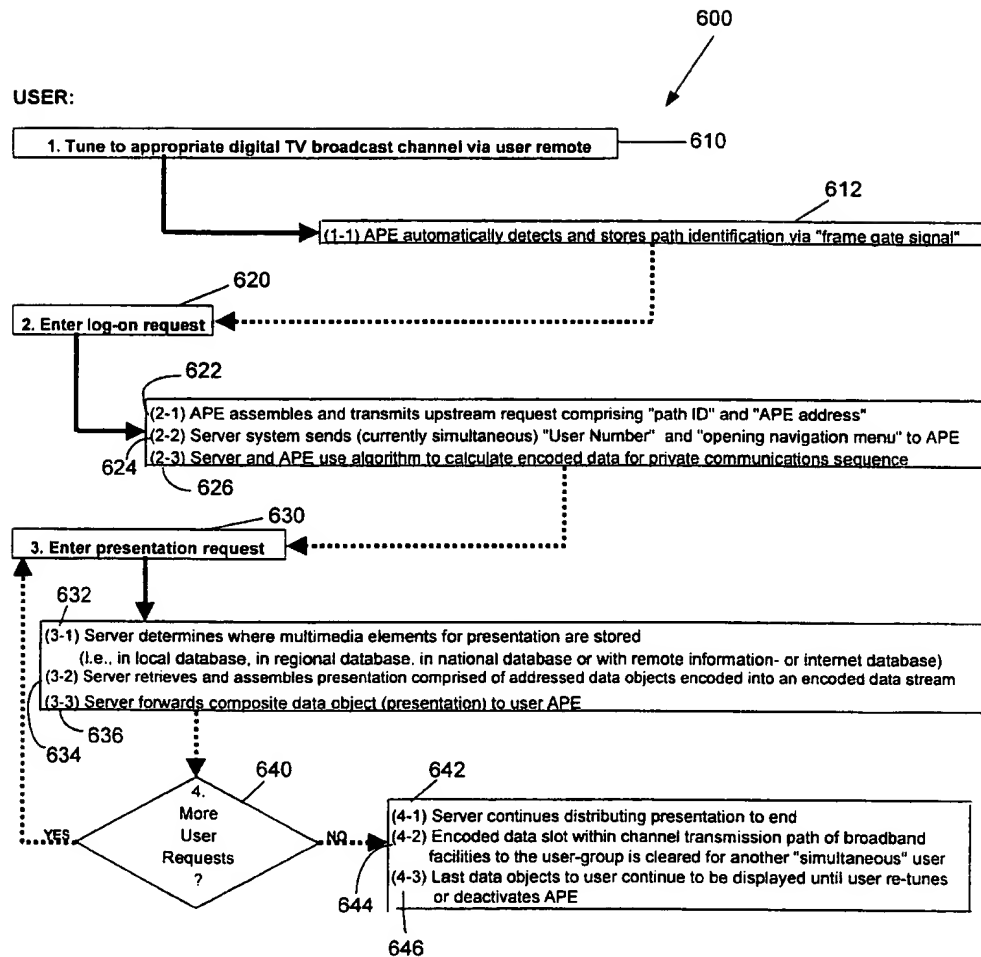 600
USER:
1. Tune to appropriate digital TV broadcast channel via user remote
610
612
(1-1) APE automatically detects and stores path identification via "frame gate signal"
620
2. Enter log-on request
622
(2-1) APE assembles and transmits upstream request comprising "path ID" and "APE address"
(2-2) Server system sends (currently simultaneous) "User Number" and "opening navigation menu" to APE
624
(2-3) Server and APE use algorithm to calculate encoded data for private communications sequence
626
630
3. Enter presentation request
632
(3-1) Server determines where multimedia elements for presentation are stored
(I.e., in local database, in regional database. in national database or with remote information- or internet database)
(3-2) Server retrieves and assembles presentation comprised of addressed data objects encoded into an encoded data stream
(3-3) Server forwards composite data object (presentation) to user APE
636
634
640
4.
More
User
Requests
?
YES
NO
642
(4-1) Server continues distributing presentation to end
(4-2) Encoded data slot within channel transmission path of broadband
facilities to the user-group is cleared for another "simultaneous" user
(4-3) Last data objects to user continue to be displayed until user re-tunes
or deactivates APE
644
646